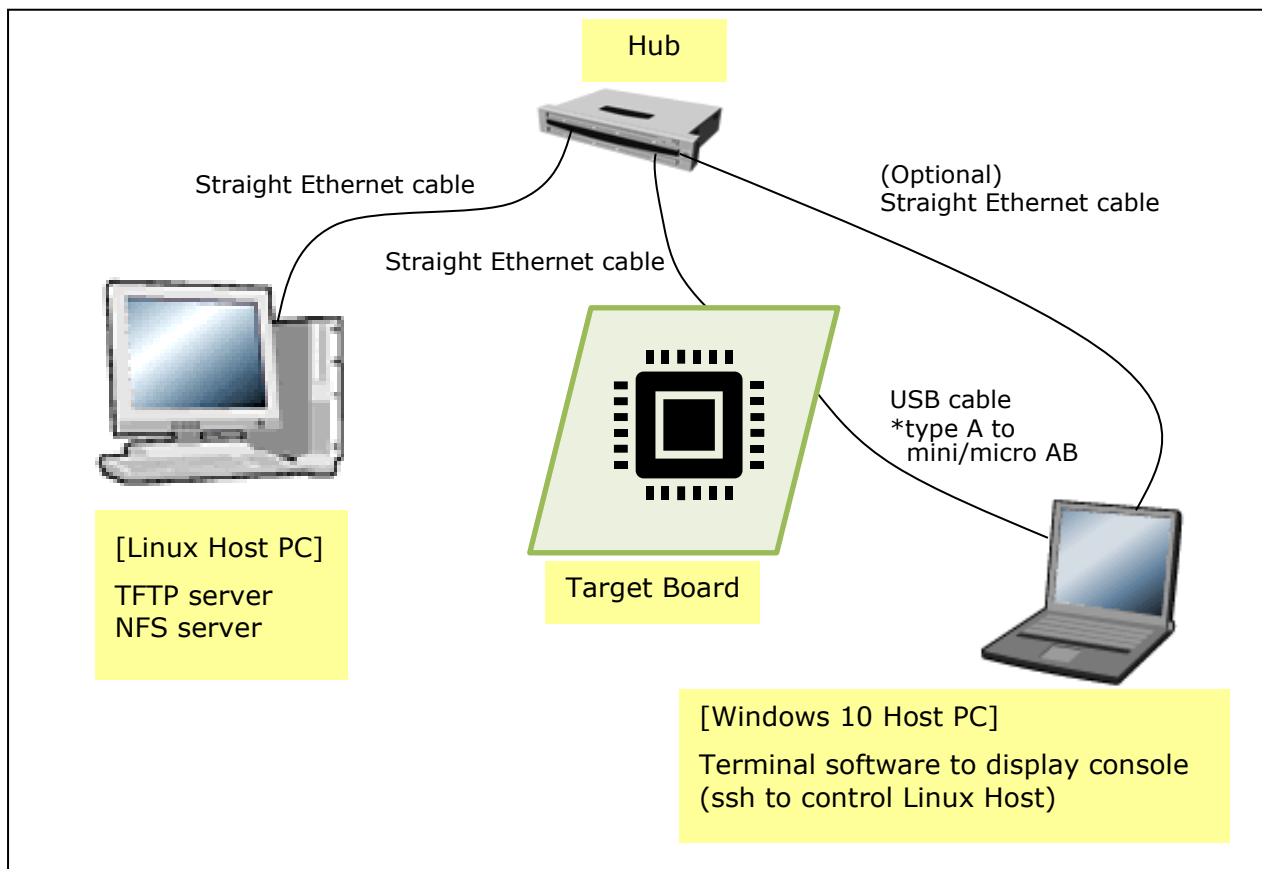 Hub
Straight Ethernet cable
(Optional)
Straight Ethernet cable
Straight Ethernet cable
USB cable
*type A to
mini/micro AB
[Linux Host PC]
TFTP server
NFS server
Target Board
[Windows 10 Host PC]
Terminal software to display console
(ssh to control Linux Host)